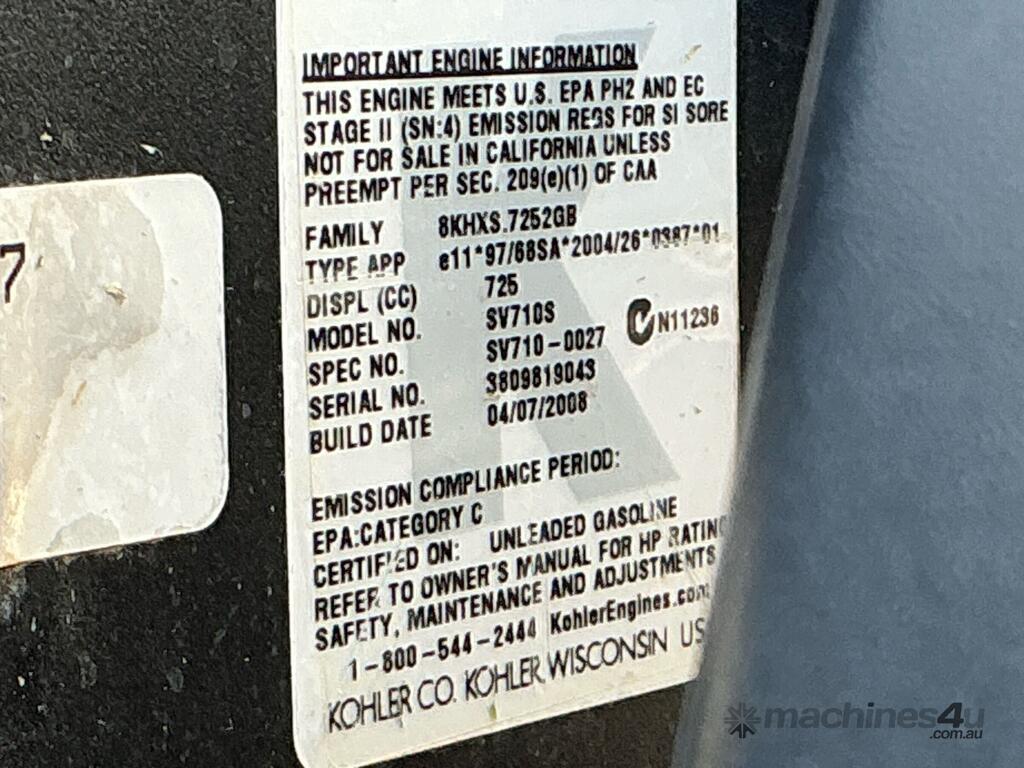 IMPORTANT ENGINE INFORMATION
THIS ENGINE MEETS U.S. EPA PH2 AND EC
STAGE II (SN:4) EMISSION REGS FOR SI SORE
NOT FOR SALE IN CALIFORNIA UNLESS
PREEMPT PER SEC. 209(e)(1) OF CAA
FAMILY 8KHXS.7252GB
TYPE APP e11*97/68SA*2004/26*0387*01
DISPL (CC) 725
MODEL NO. SV710S
SPEC NO. SV710-0027
N11236
SERIAL NO. 3809819043
BUILD DATE 04/07/2008
EMISSION COMPLIANCE PERIOD:
EPA:CATEGORY C
CERTIFIED ON: UNLEADED GASOLINE
REFER TO OWNER'S MANUAL FOR HP RATING
SAFETY, MAINTENANCE AND ADJUSTMENTS
1-800-544-2444 KohlerEngines.com
KOHLER CO. KOHLER, WISCONSIN US
7
machines4u
.com.au